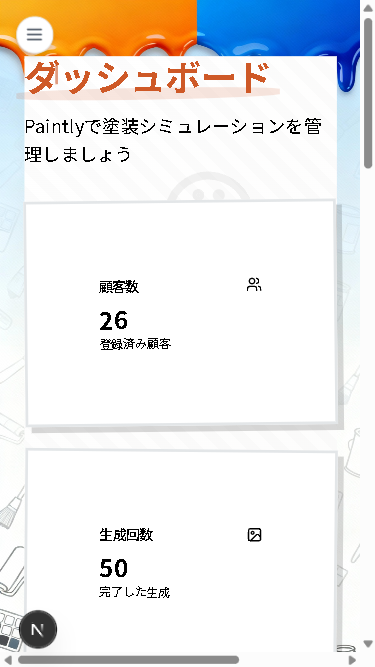 ダッシュボード
Paintlyで塗装シミュレーションを管
理しましょう
顧客数
26
登録済み顧客
生成回数
50
完了した生成
N